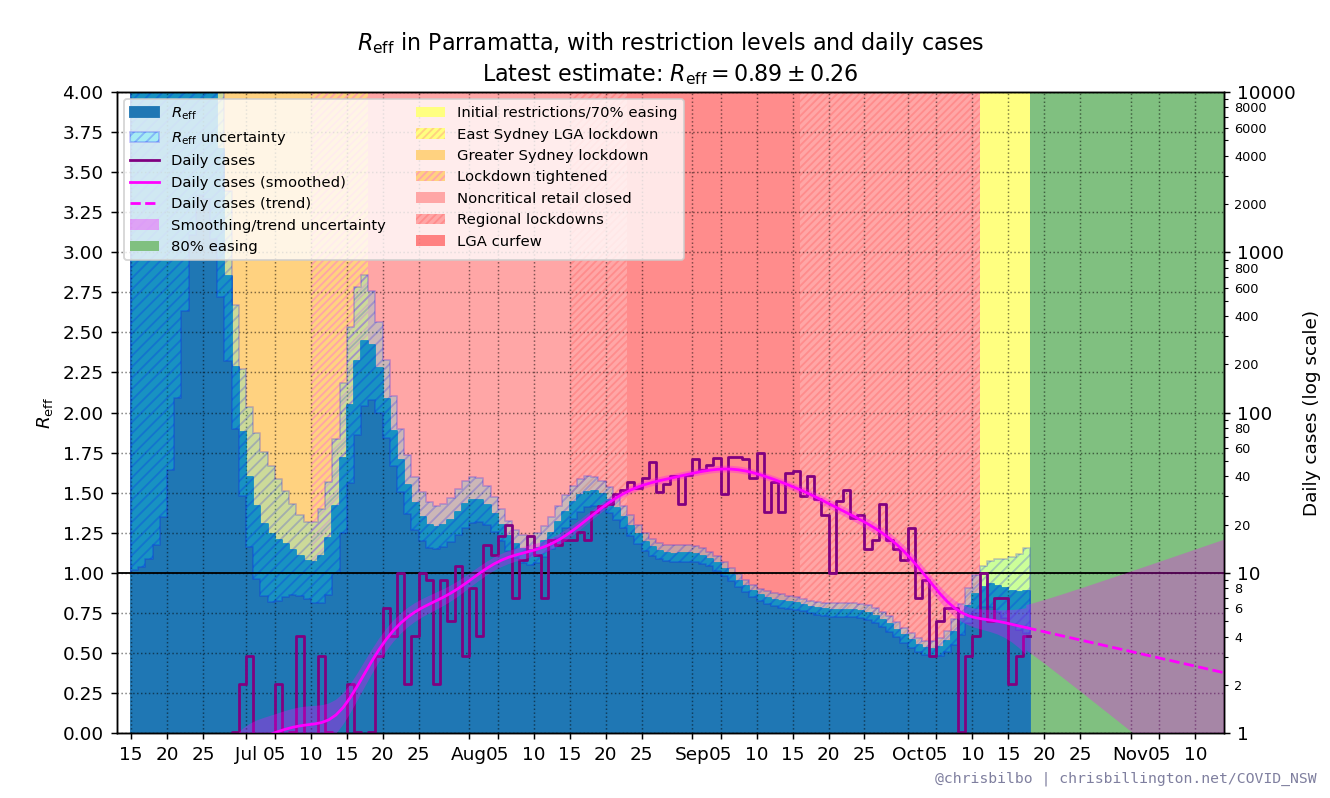 Reff in Parramatta, with restriction levels and daily cases
Latest estimate: Reff = 0.89 ± 0.26
Reff
Reff uncertainty
Daily cases
Daily cases (smoothed)
Daily cases (trend)
Smoothing/trend uncertainty
80% easing
Initial restrictions/70% easing
East Sydney LGA lockdown
Greater Sydney lockdown
Lockdown tightened
Noncritical retail closed
Regional lockdowns
LGA curfew
Reff
4.00
3.75
3.50
3.25
3.00
2.75
2.50
2.25
2.00
1.75
1.50
1.25
1.00
0.75
0.50
0.25
0.00
10000
8000
6000
4000
2000
1000
800
600
400
200
100
80
60
40
20
10
8
6
4
2
1
Daily cases (log scale)
15 20 25 Jul 05 10 15 20 25 Aug05 10 15 20 25 Sep05 10 15 20 25 Oct05 10 15 20 25 Nov05 10
@chrisbilbo | chrisbillington.net/COVID_NSW